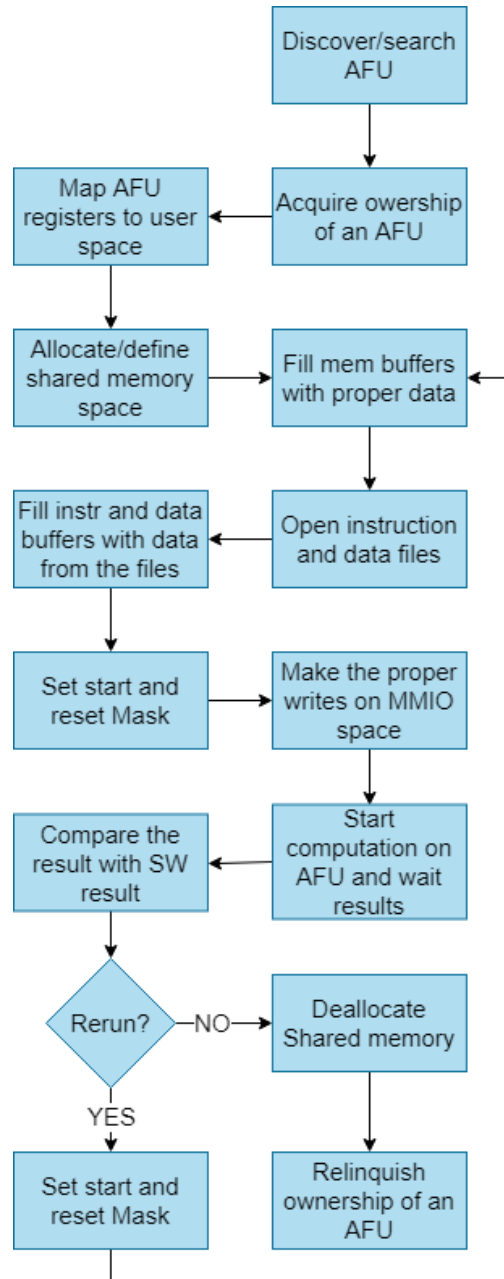 Discover/search
AFU
Acquire owership
of an AFU
Map AFU
registers to user
space
Allocate/define
shared memory
space
Fill mem buffers
with proper data
Open instruction
and data files
Fill instr and data
buffers with data
from the files
Set start and
reset Mask
Make the proper
writes on MMIO
space
Start
computation on
AFU and wait
results
Compare the
result with SW
result
Rerun?
NO
Deallocate
Shared memory
Relinquish
ownership of an
AFU
YES
Set start and
reset Mask